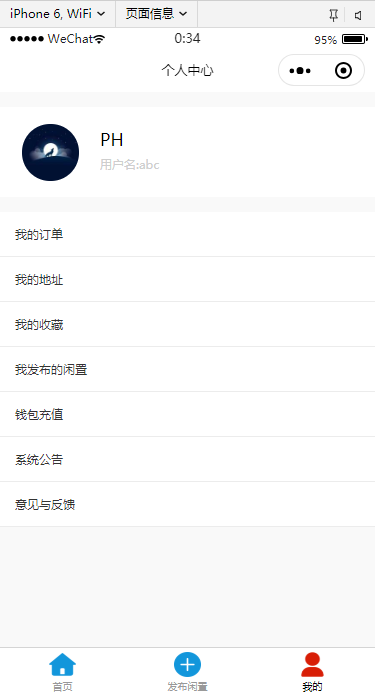 iPhone 6, WiFi 页面信息
WeChat 0:34 95%
个人中心
PH
用户名:abc
我的订单
我的地址
我的收藏
我发布的闲置
钱包充值
系统公告
意见与反馈
首页 发布闲置 我的